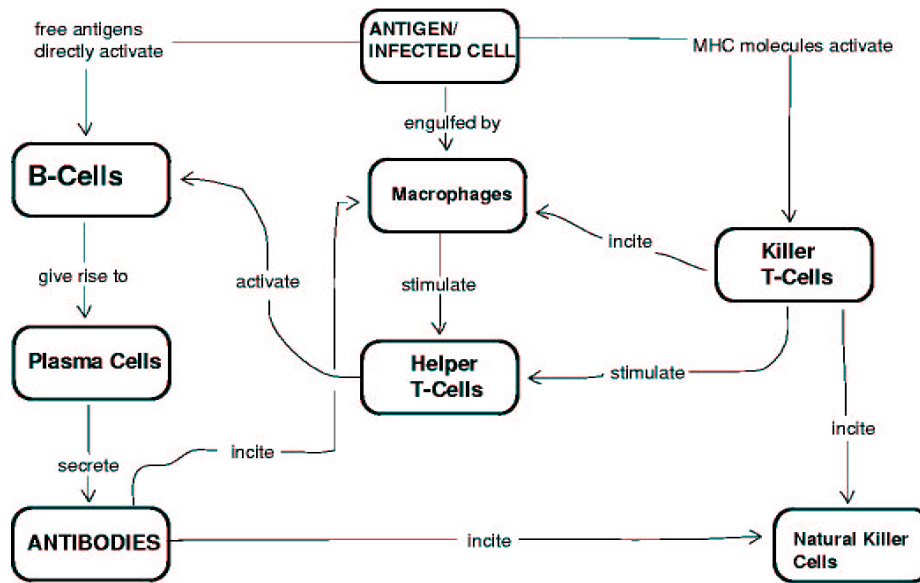 free antigens
directly activate
ANTIGEN/
INFECTED CELL
MHC molecules activate
engulfed by
B-Cells
Macrophages
incite
Killer
T-Cells
give rise to
activate
stimulate
Plasma Cells
Helper
T-Cells
stimulate
secrete
incite
incite
ANTIBODIES
incite
Natural Killer
Cells